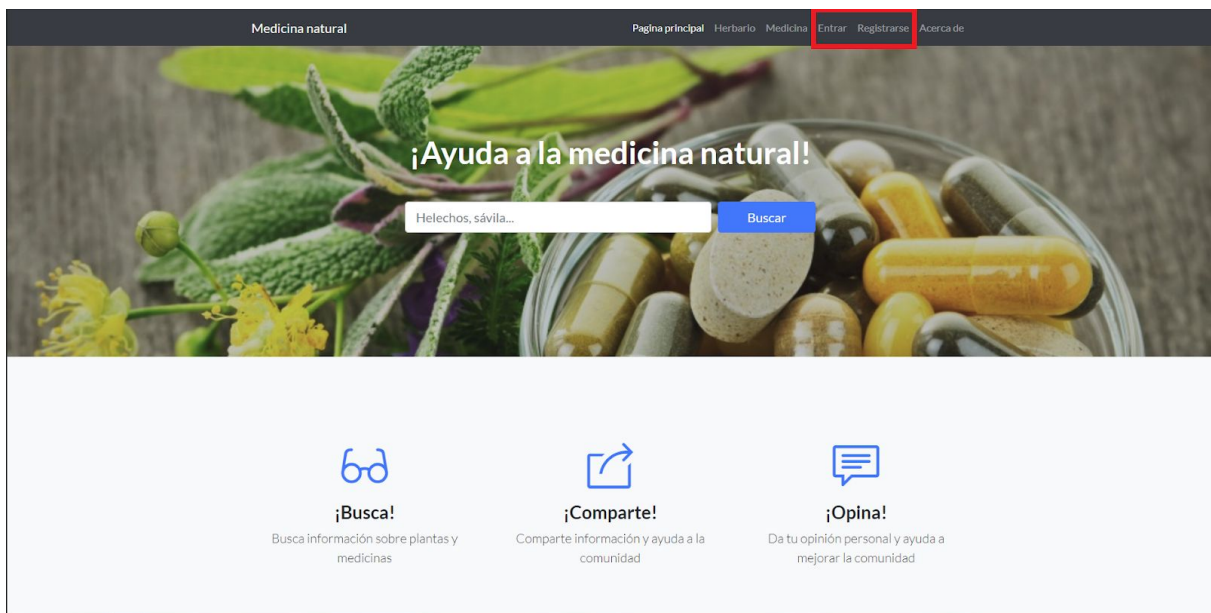 Medicina natural
Pagina principal Herbario Medicina Entrar Registrarse Acerca de
¡Ayuda a la medicina natural!
Helechos, sávila...
Buscar
¡Busca!
Busca información sobre plantas y
medicinas
¡Comparte!
Comparte información y ayuda a la
comunidad
¡Opina!
Da tu opinión personal y ayuda a
mejorar la comunidad